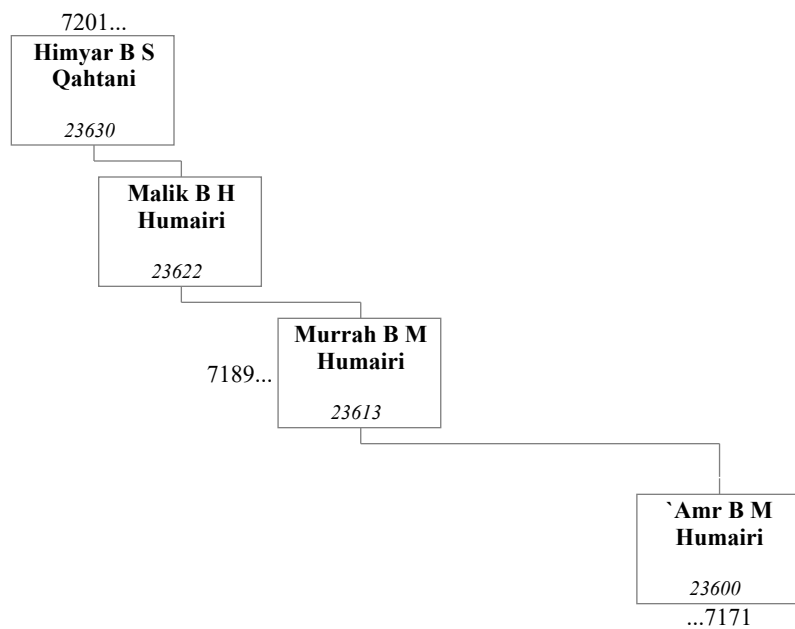 7201...
Himyar B S
Qahtani
23630
Malik B H
Humairi
23622
Murrah B M
Humairi
7189...
23613
`Amr B M
Humairi
23600
...7171